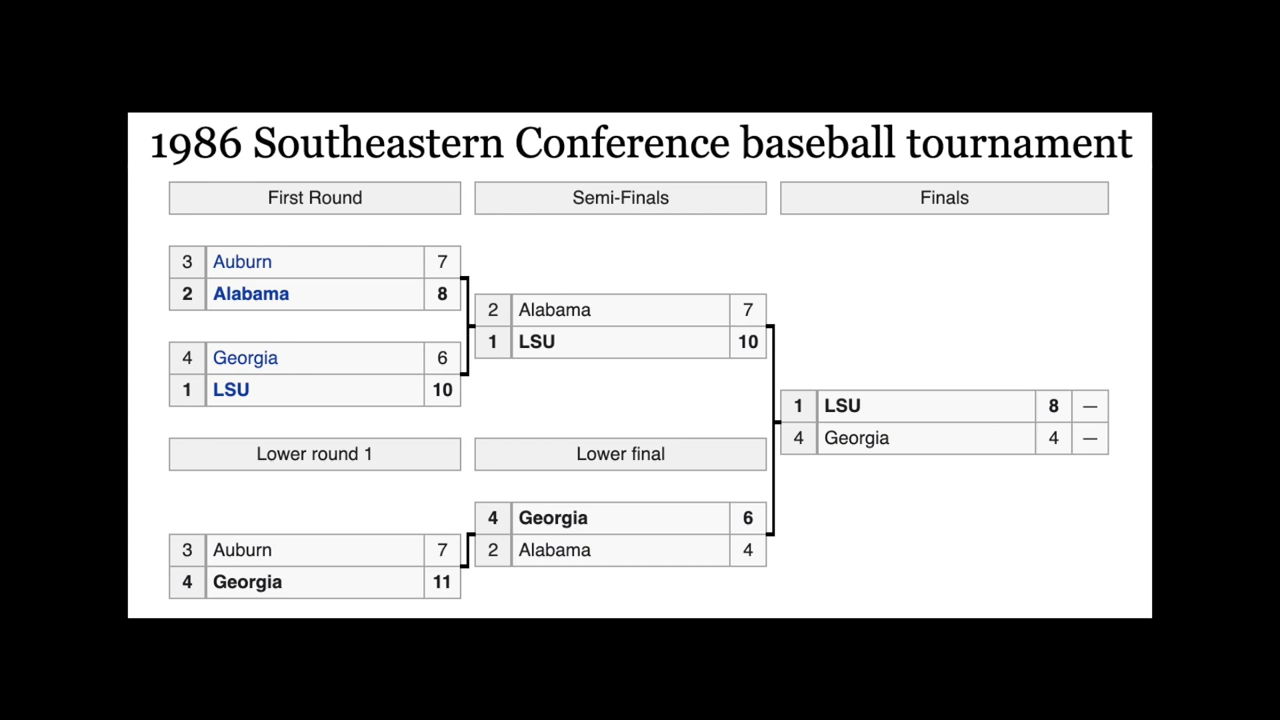 1986 Southeastern Conference baseball tournament
First Round Semi-Finals Finals
3 Auburn 7
2 Alabama 8
4 Georgia 6
1 LSU 10
2 Alabama 7
1 LSU 10
1 LSU 8 —
4 Georgia 4 —
Lower round 1 Lower final
3 Auburn 7
4 Georgia 11
4 Georgia 6
2 Alabama 4